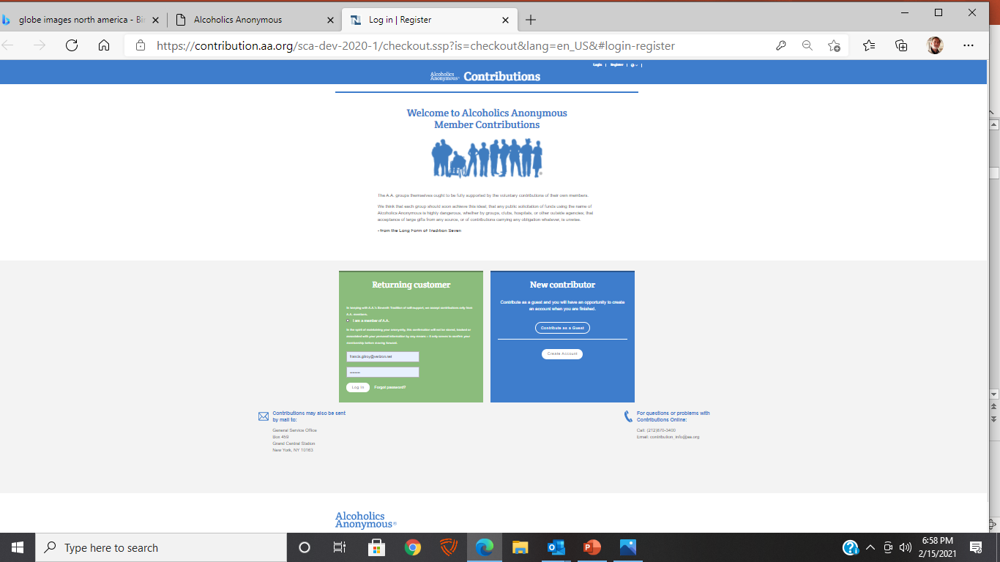 globe images north america - Bin
Alcoholics Anonymous
Log in | Register
https://contribution.aa.org/sca-dev-2020-1/checkout.ssp?is=checkout&lang=en_US&#login-register
Login | Register |
Alcoholics
Anonymous® Contributions
Welcome to Alcoholics Anonymous
Member Contributions
The A.A. groups themselves ought to be fully supported by the voluntary contributions of their own members.
We think that each group should soon achieve this ideal; that any public solicitation of funds using the name of
Alcoholics Anonymous is highly dangerous, whether by groups, clubs, hospitals, or other outside agencies; that
acceptance of large gifts from any source, or of contributions carrying any obligation whatever, is unwise.
- from the Long Form of Tradition Seven
Returning customer
In keeping with A.A.'s Seventh Tradition of self-support, we accept contributions only from
A.A. members.
I am a member of A.A.
In the spirit of maintaining your anonymity, this confirmation will not be stored, tracked or
associated with your personal information by any means – it only serves to confirm your
membership before moving forward.
francis.gilroy@verizon.net
Log In Forgot password?
New contributor
Contribute as a guest and you will have an opportunity to create
an account when you are finished.
Contribute as a Guest
Create Account
Contributions may also be sent
by mail to:
General Service Office
Box 459
Grand Central Station
New York, NY 10163
For questions or problems with
Contributions Online:
Call: (212)870-3400
Email: contribution_info@aa.org
Alcoholics
Anonymous®
Type here to search
6:58 PM
2/15/2021